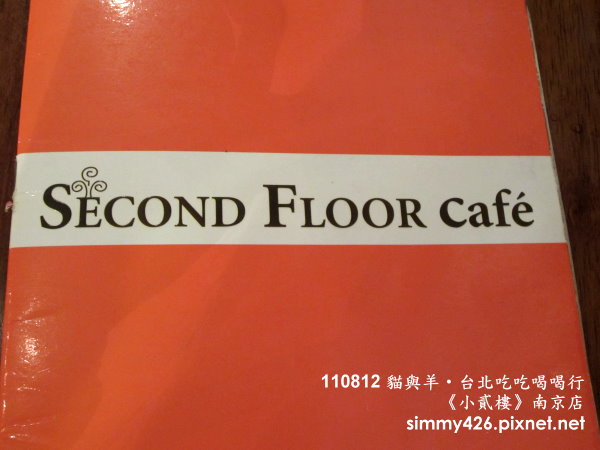 SECOND FLOOR café
110812 貓與羊·台北吃吃喝喝行
《小貳樓》南京店
simmy426.pixnet.net